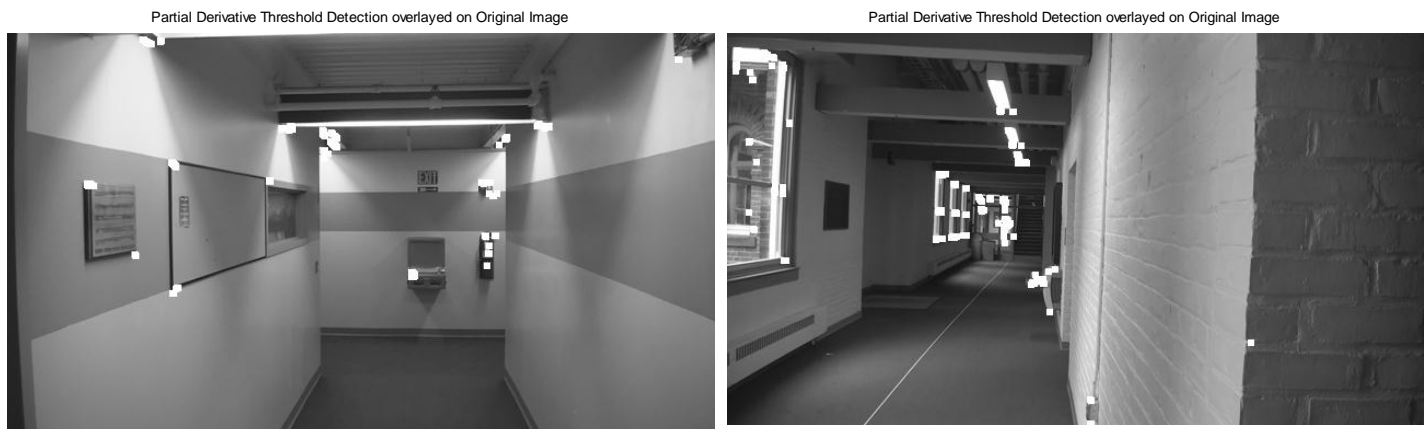 Partial Derivative Threshold Detection overlayed on Original Image
Partial Derivative Threshold Detection overlayed on Original Image
EXIT